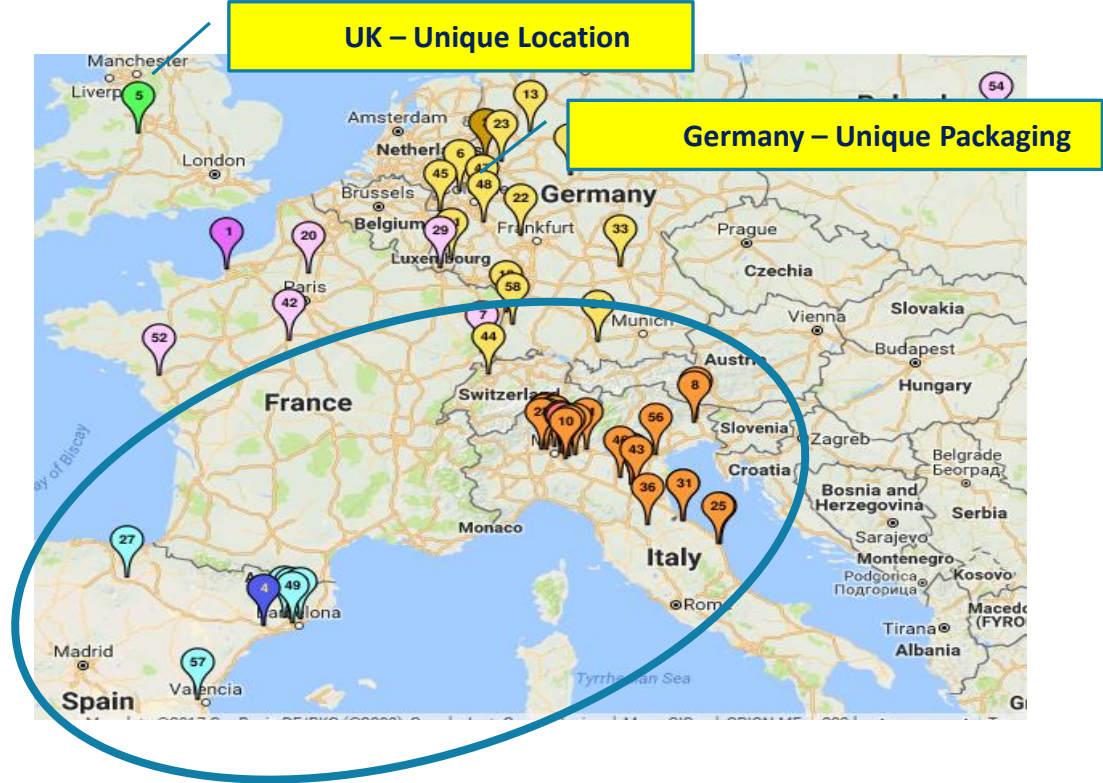 UK – Unique Location
Manchester
Liverp
5
13
54
Amsterdam
Germany – Unique Packaging
23
Netherla
6
London
45
48
Brussels
Germany
22
Belgium
1
20
29
Frankfurt
33
Prague
Luxembourg
Czechia
Paris
58
42
7
Munich
Vienna
Slovakia
52
44
Budapest
Austria
Hungary
France
Switzerland
8
10
56
Slovenia
Zagreb
43
Croatia
Belgrade
Београд
36
31
Bosnia and
Herzegovina
25
Serbia
Monaco
Sarajevo
27
Italy
Montenegro
Kosovo
4
49
Podgorica
Подгорица
Rome
Macedo
(FYRO
Tirana
Madrid
Albania
57
Tyrrhenian Sea
Valencia
Spain